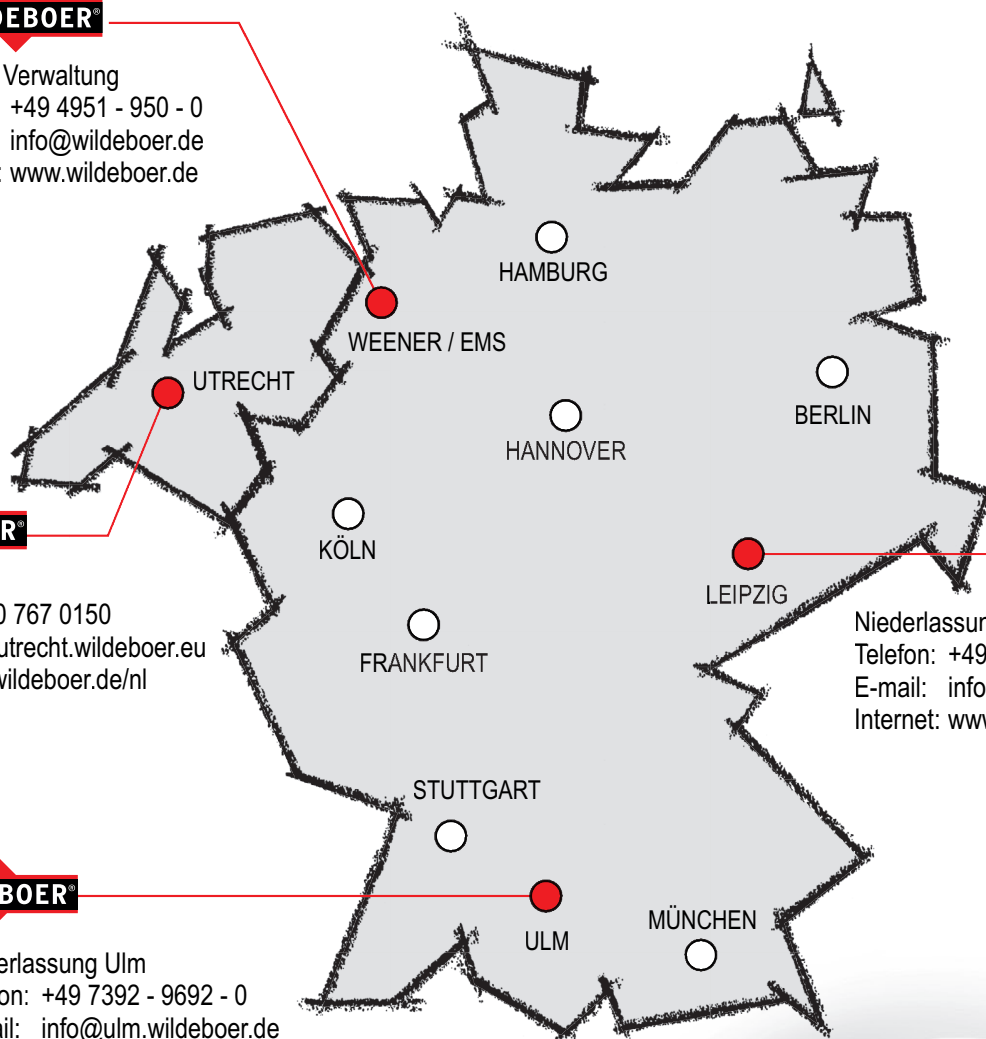 DEBOER®
Verwaltung
+49 4951 - 950 - 0
info@wildeboer.de
: www.wildeboer.de
HAMBURG
WEENER / EMS
UTRECHT
BERLIN
HANNOVER
R®
KÖLN
LEIPZIG
0 767 0150
utrecht.wildeboer.eu
wildeboer.de/nl
FRANKFURT
Niederlassun
Telefon: +49
E-mail: info
Internet: www
STUTTGART
BOER®
ULM
MÜNCHEN
erlassung Ulm
on: +49 7392 - 9692 - 0
ail: info@ulm.wildeboer.de